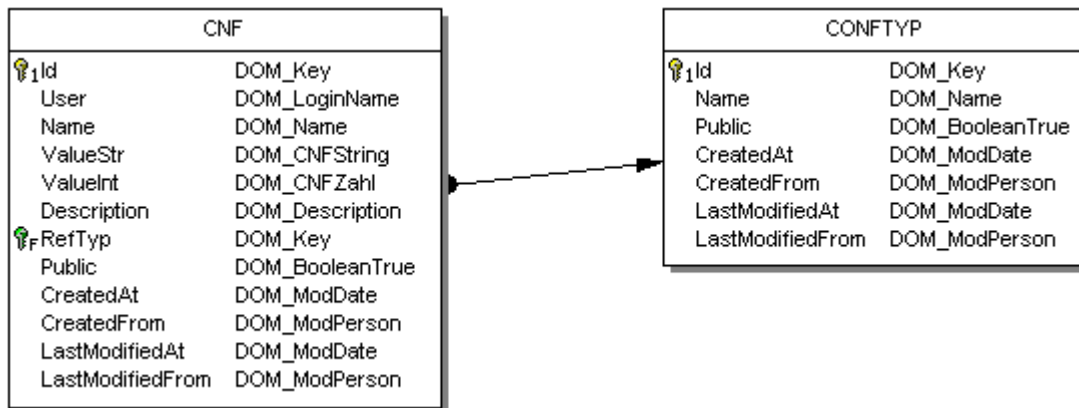 CNF
1 Id DOM_Key
User DOM_LoginName
Name DOM_Name
ValueStr DOM_CNFString
ValueInt DOM_CNFZahl
Description DOM_Description
F RefTyp DOM_Key
Public DOM_BooleanTrue
CreatedAt DOM_ModDate
CreatedFrom DOM_ModPerson
LastModifiedAt DOM_ModDate
LastModifiedFrom DOM_ModPerson
CONFTYP
1 Id DOM_Key
Name DOM_Name
Public DOM_BooleanTrue
CreatedAt DOM_ModDate
CreatedFrom DOM_ModPerson
LastModifiedAt DOM_ModDate
LastModifiedFrom DOM_ModPerson